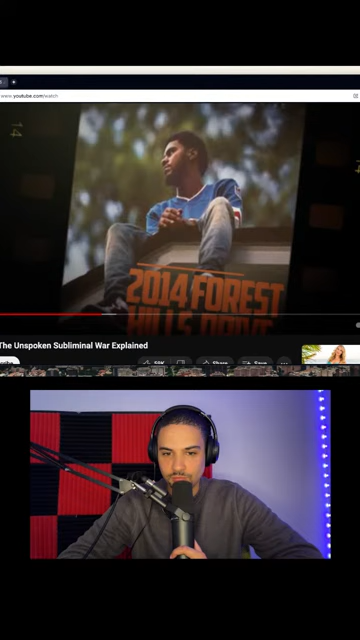 www.youtube.com/watch
2014 FOREST
HILLS DRIVE
The Unspoken Subliminal War Explained
Share
Save